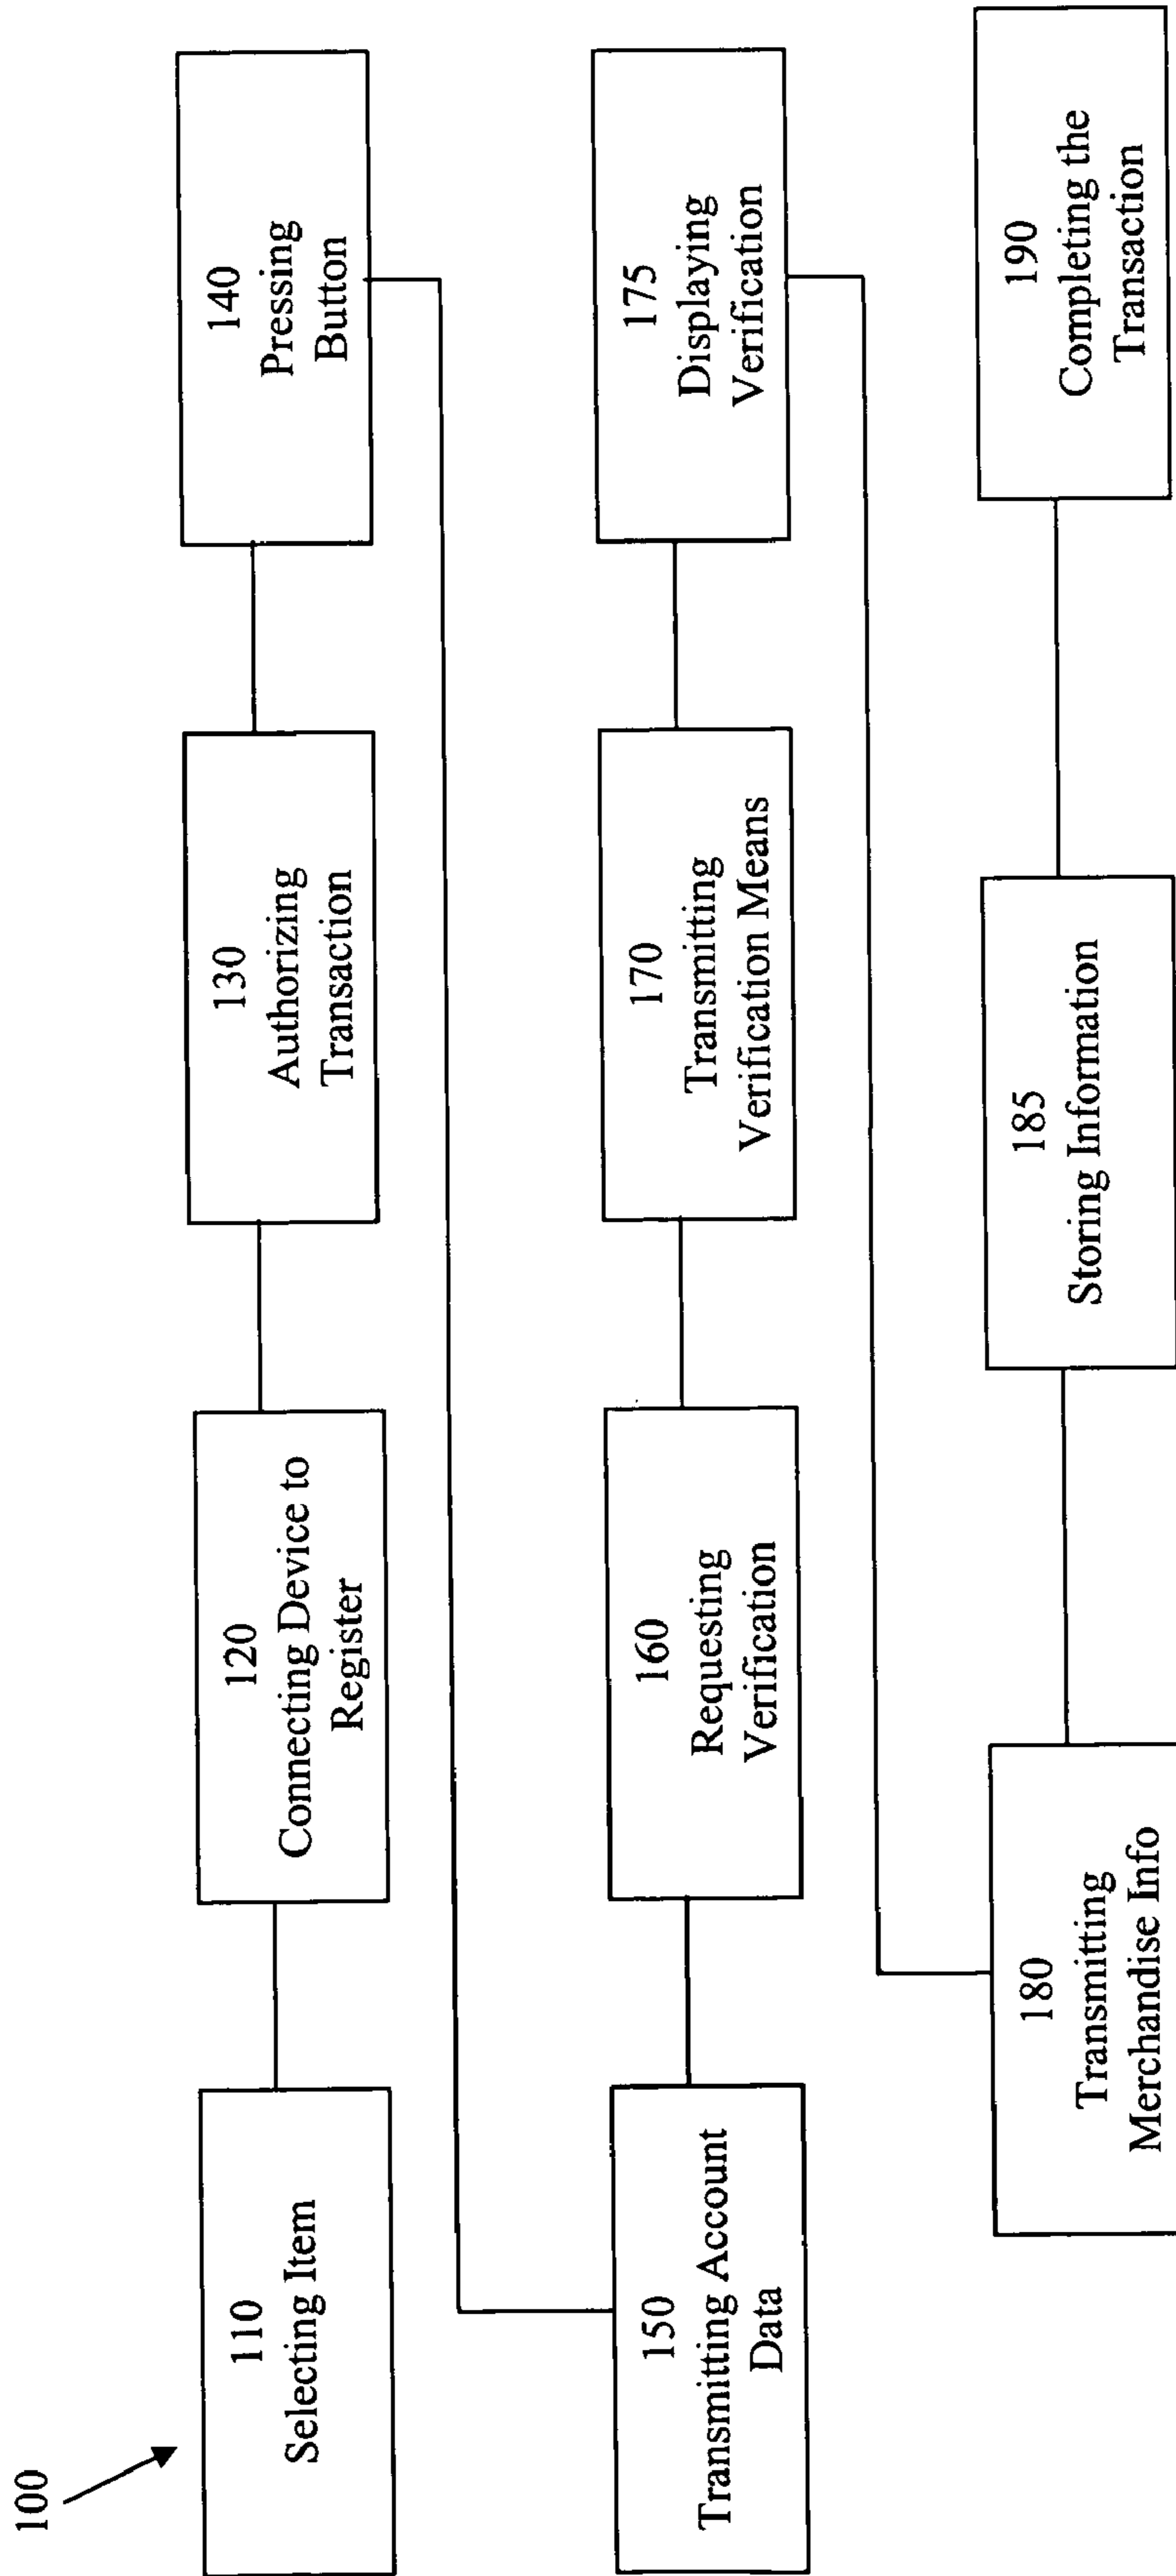 100
110
Selecting Item
120
Connecting Device to
Register
130
Authorizing
Transaction
140
Pressing
Button
150
Transmitting Account
Data
160
Requesting
Verification
170
Transmitting
Verification Means
175
Displaying
Verification
180
Transmitting
Merchandise Info
185
Storing Information
190
Completing the
Transaction